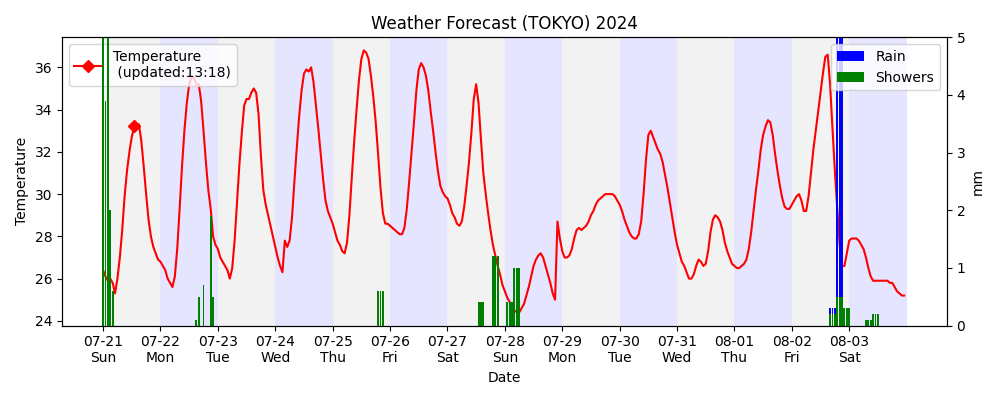 Weather Forecast (TOKYO) 2024
Temperature
(updated:13:18)
Rain
Showers
Temperature
36
34
32
30
28
26
24
5
4
3
2
1
0
mm
07-21 07-22 07-23 07-24 07-25 07-26 07-27 07-28 07-29 07-30 07-31 08-01 08-02 08-03
Sun Mon Tue Wed Thu Fri Sat Sun Mon Tue Wed Thu Fri Sat
Date